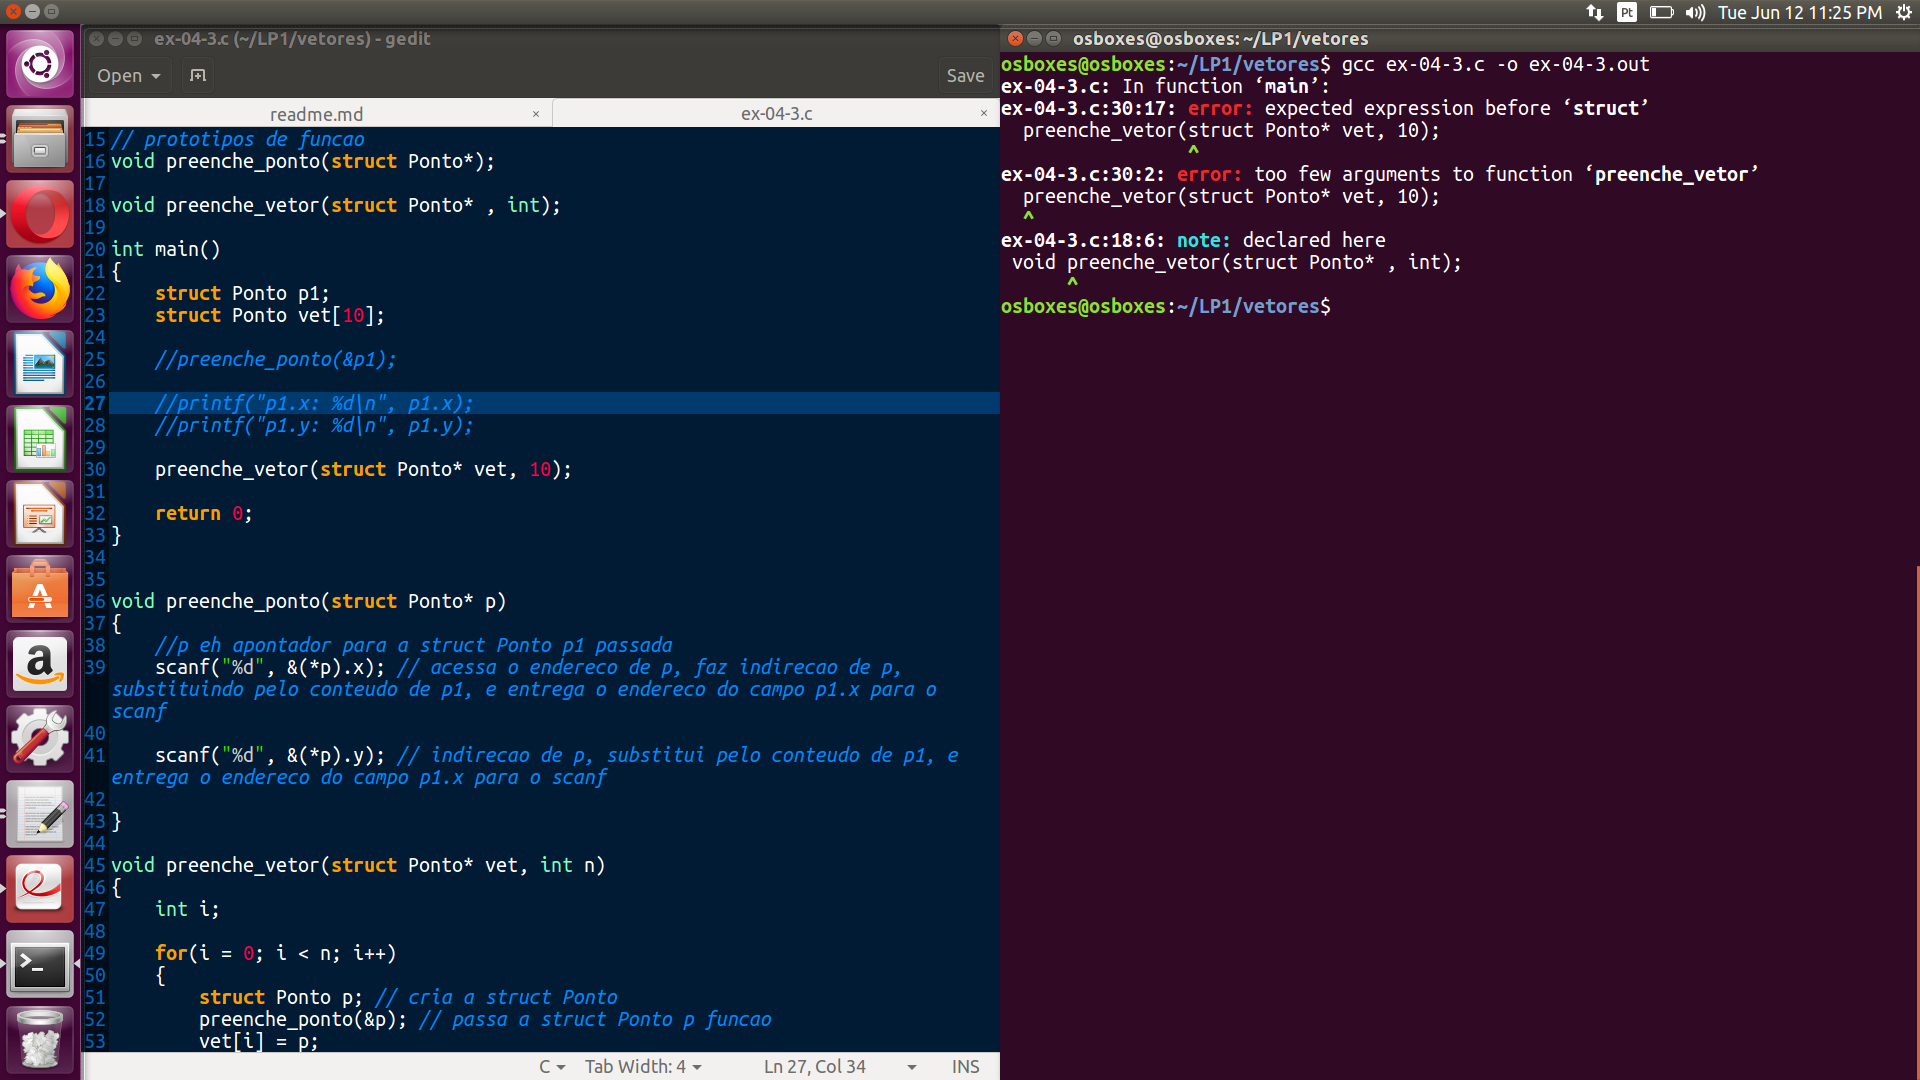 Pt
Tue Jun 12 11:25 PM
ex-04-3.c (~/LP1/vetores) - gedit
Open
Save
readme.md
×
ex-04-3.c
×
15 // prototipos de funcao
16 void preenche_ponto(struct Ponto*);
17
18 void preenche_vetor(struct Ponto* , int);
19
20 int main()
21 {
22 struct Ponto p1;
23 struct Ponto vet[10];
24
25 //preenche_ponto(&p1);
26
27 //printf("p1.x: %d\n", p1.x);
28 //printf("p1.y: %d\n", p1.y);
29
30 preenche_vetor(struct Ponto* vet, 10);
31
32 return 0;
33 }
34
35
36 void preenche_ponto(struct Ponto* p)
37 {
38 //p eh apontador para a struct Ponto p1 passada
39 scanf("%d", &(*p).x); // acessa o endereco de p, faz indirecao de p,
substituindo pelo conteudo de p1, e entrega o endereco do campo p1.x para o
scanf
40
41 scanf("%d", &(*p).y); // indirecao de p, substitui pelo conteudo de p1, e
entrega o endereco do campo p1.x para o scanf
42
43 }
44
45 void preenche_vetor(struct Ponto* vet, int n)
46 {
47 int i;
48
49 for(i = 0; i < n; i++)
50 {
51 struct Ponto p; // cria a struct Ponto
52 preenche_ponto(&p); // passa a struct Ponto p funcao
53 vet[i] = p;
C
Tab Width: 4
Ln 27, Col 34
INS
osboxes@osboxes: ~/LP1/vetores
osboxes@osboxes:~/LP1/vetores$ gcc ex-04-3.c -o ex-04-3.out
ex-04-3.c: In function ‘main’:
ex-04-3.c:30:17: error: expected expression before ‘struct’
preenche_vetor(struct Ponto* vet, 10);
^
ex-04-3.c:30:2: error: too few arguments to function ‘preenche_vetor’
preenche_vetor(struct Ponto* vet, 10);
^
ex-04-3.c:18:6: note: declared here
void preenche_vetor(struct Ponto* , int);
^
osboxes@osboxes:~/LP1/vetores$